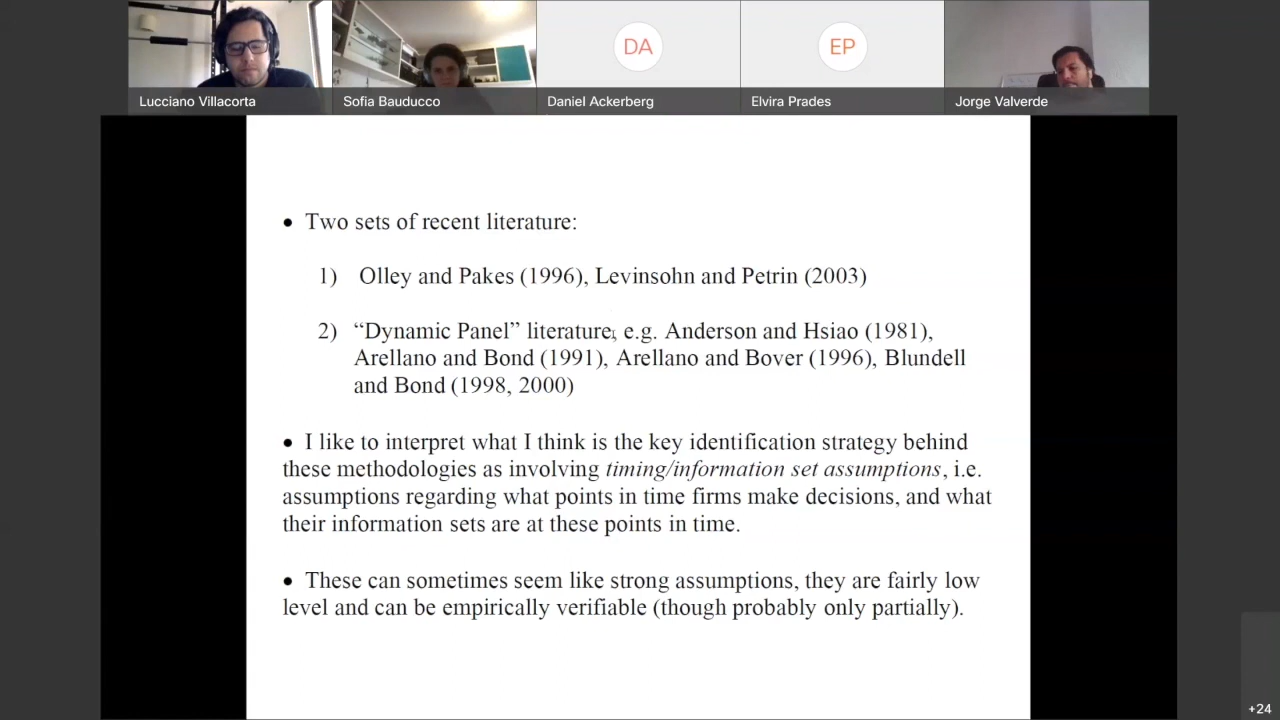 DA
EP
Lucciano Villacorta
Sofia Bauducco
Daniel Ackerberg
Elvira Prades
Jorge Valverde
• Two sets of recent literature:
1) Olley and Pakes (1996), Levinsohn and Petrin (2003)
2) “Dynamic Panel” literature, e.g. Anderson and Hsiao (1981),
Arellano and Bond (1991), Arellano and Bover (1996), Blundell
and Bond (1998, 2000)
• I like to interpret what I think is the key identification strategy behind
these methodologies as involving timing/information set assumptions, i.e.
assumptions regarding what points in time firms make decisions, and what
their information sets are at these points in time.
• These can sometimes seem like strong assumptions, they are fairly low
level and can be empirically verifiable (though probably only partially).
+24